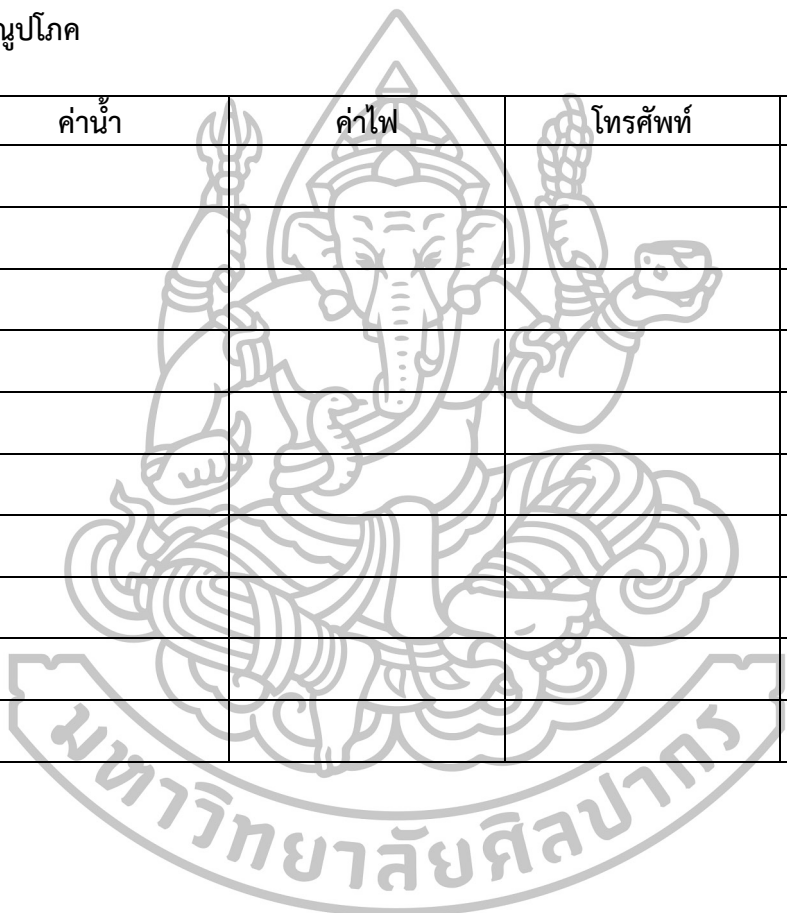 ณูปโภค
ค่าน้ำ ค่าไฟ โทรศัพท์
มหาวิทยาลัยศิลปากร